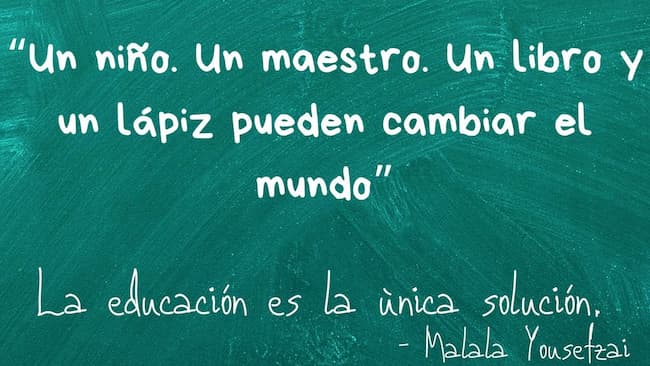 “Un niño. Un maestro. Un libro y
un lápiz pueden cambiar el
mundo”
La educación es la ùnica solución.
- Malala Yousefzai